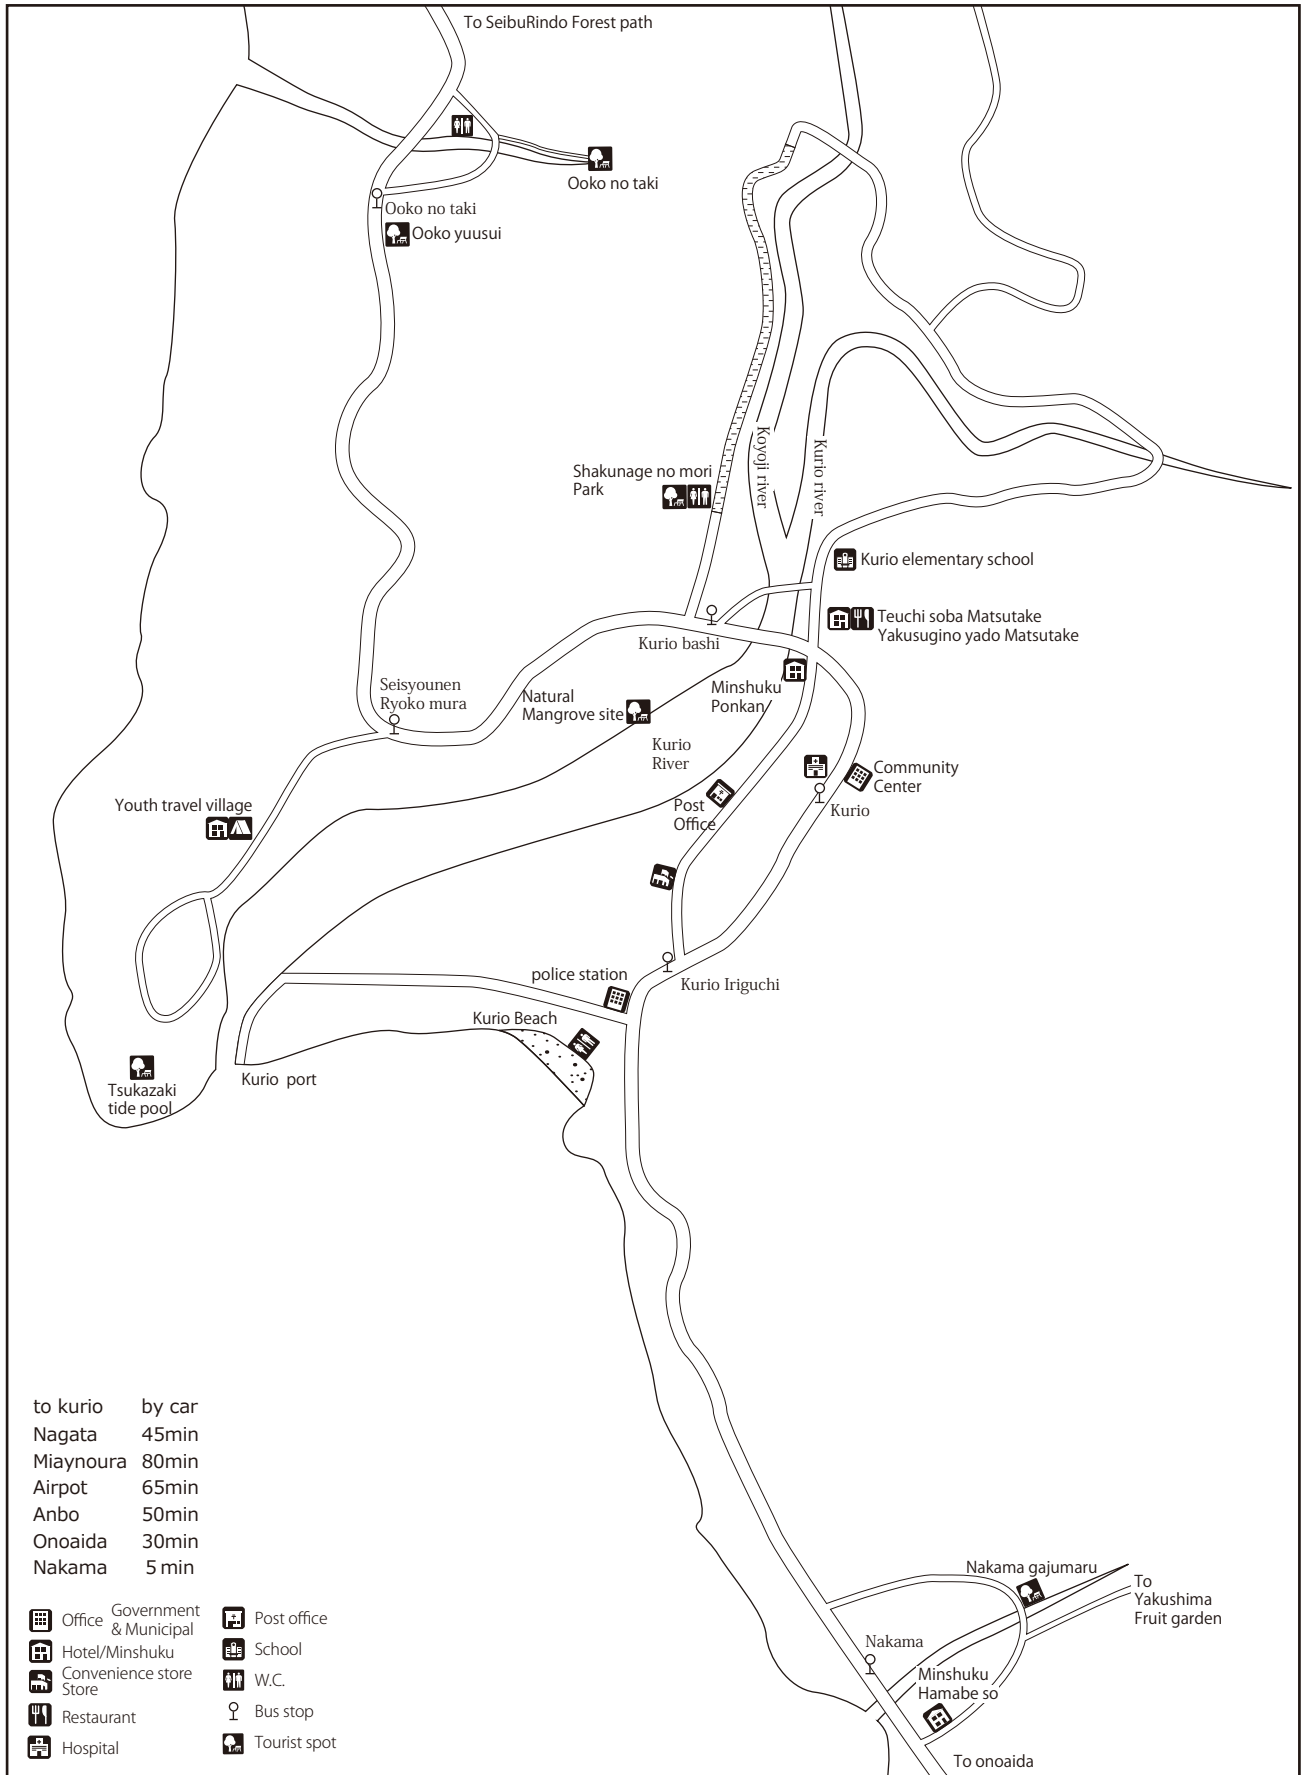 To SeibuRindo Forest path
Ooko no taki
Ooko no taki
Ooko yuusui
Koyoji river
Kurio river
Shakunage no mori
Park
Kurio elementary school
Teuchi soba Matsutake
Yakusugino yado Matsutake
Kurio bashi
Seisyounen
Ryoko mura
Natural
Mangrove site
Minshuku
Ponkan
Kurio
River
Community
Center
Post
Office
Kurio
Youth travel village
police station
Kurio Iriguchi
Kurio Beach
Kurio port
Tsukazaki
tide pool
to kurio by car
Nagata 45min
Miaynoura 80min
Airpot 65min
Anbo 50min
Onoaida 30min
Nakama 5 min
Nakama gajumaru
To
Yakushima
Fruit garden
Nakama
Minshuku
Hamabe so
To onoaida
Office Government
& Municipal
Hotel/Minshuku
Convenience store
Store
Restaurant
Hospital
Post office
School
W.C.
Bus stop
Tourist spot